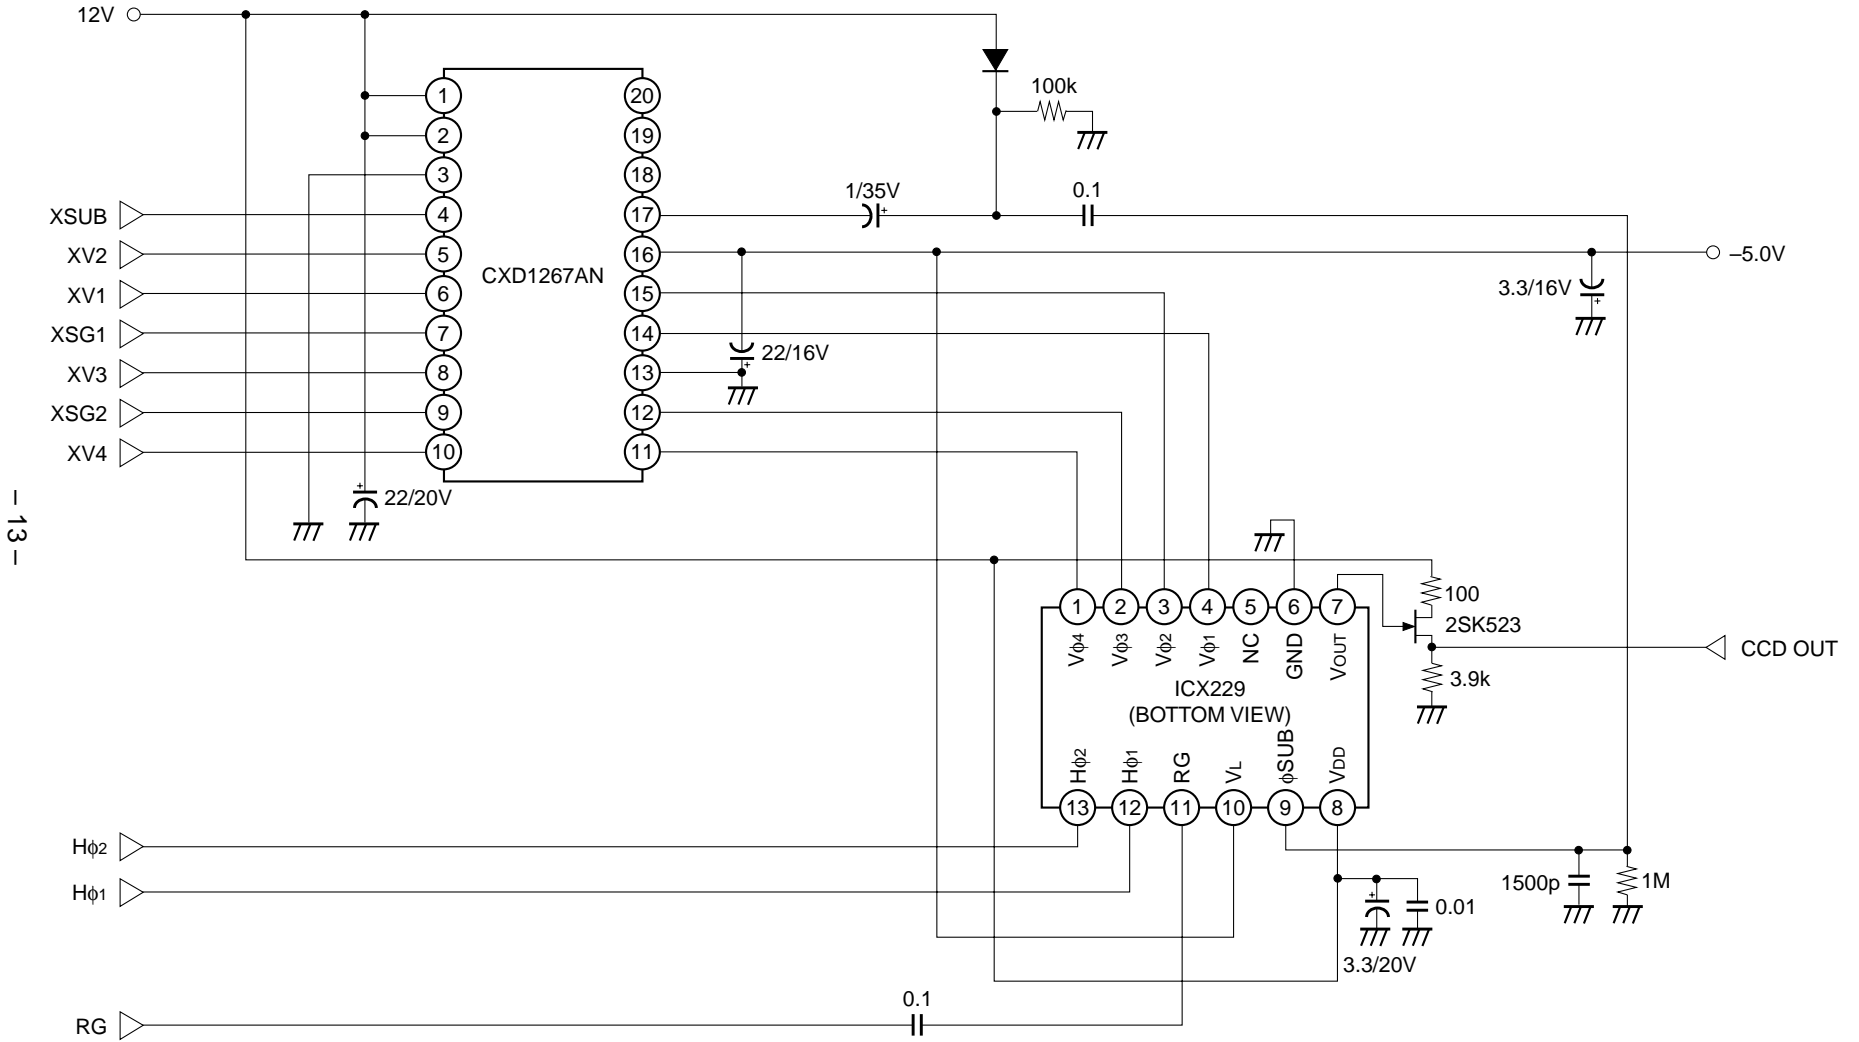 12V
100k
1
2
3
4
5
6
7
8
9
10
20
19
18
17
16
15
14
13
12
11
CXD1267AN
XSUB
XV2
XV1
XSG1
XV3
XSG2
XV4
1/35V
+
0.1
–5.0V
3.3/16V
+
22/16V
+
+
22/20V
– 13 –
100
2SK523
CCD OUT
3.9k
1
2
3
4
5
6
7
Vϕ4
Vϕ3
Vϕ2
Vϕ1
NC
GND
VOUT
ICX229
(BOTTOM VIEW)
Hϕ2
Hϕ1
RG
VL
ϕSUB
VDD
13
12
11
10
9
8
Hϕ2
Hϕ1
1500p
1M
+
0.01
3.3/20V
0.1
RG